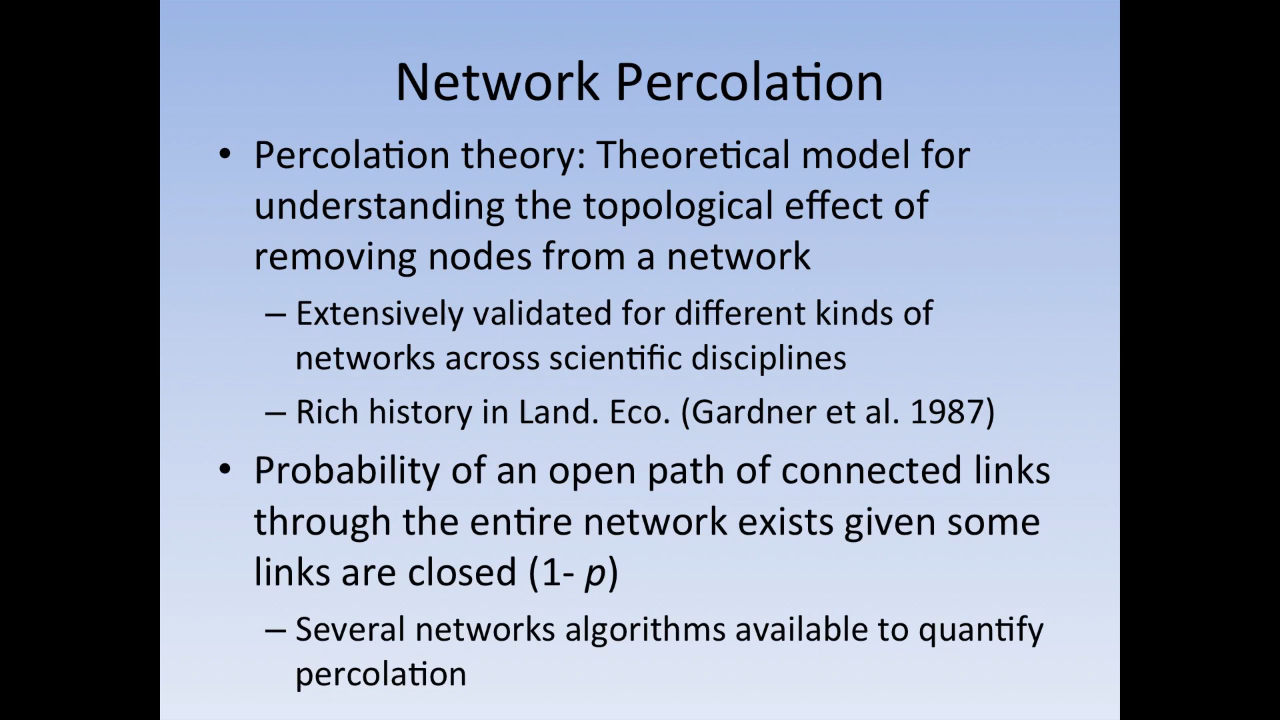 Network Percolation
• Percolation theory: Theoretical model for
understanding the topological effect of
removing nodes from a network
– Extensively validated for different kinds of
networks across scientific disciplines
– Rich history in Land. Eco. (Gardner et al. 1987)
• Probability of an open path of connected links
through the entire network exists given some
links are closed (1- p)
– Several networks algorithms available to quantify
percolation